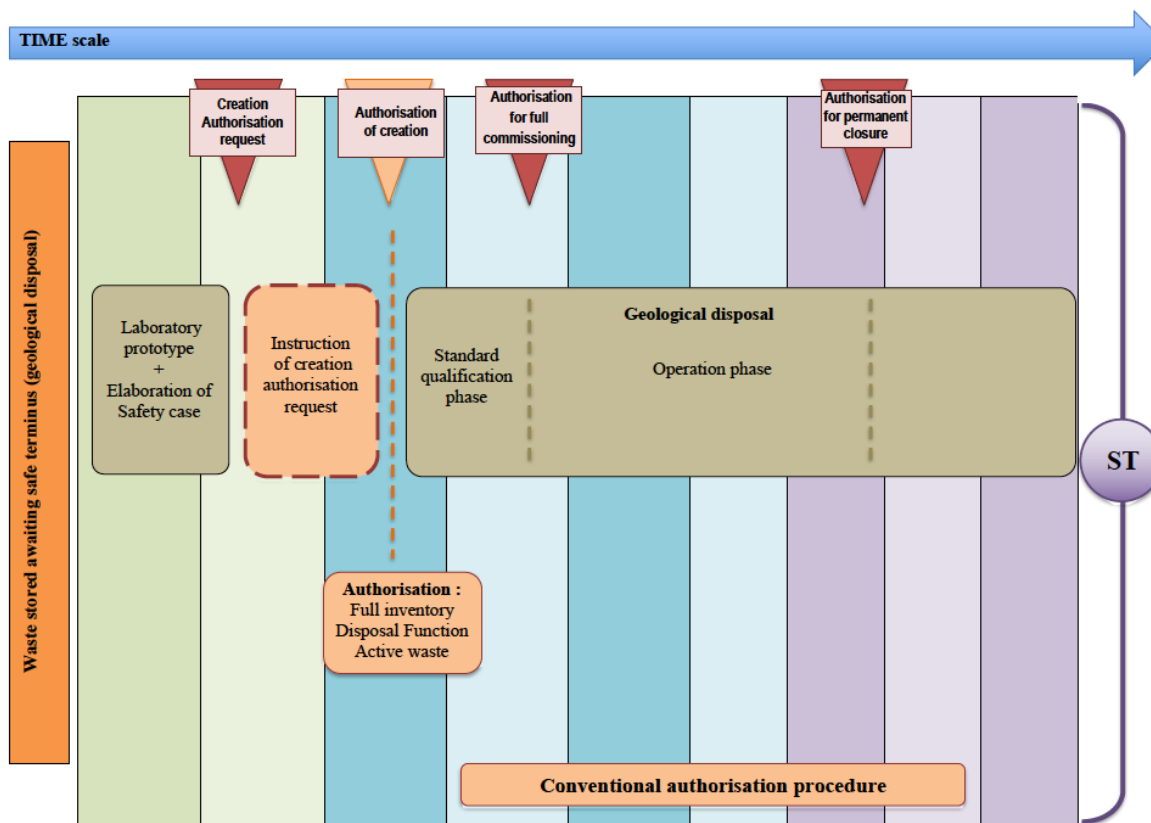 TIME scale
Creation
Authorisation
request
Authorisation
of creation
Authorisation
for full
commissioning
Authorisation
for permanent
closure
Waste stored awaiting safe terminus (geological disposal)
Laboratory
prototype
+
Elaboration of
Safety case
Instruction
of creation
authorisation
request
Geological disposal
Standard
qualification
phase
Operation phase
ST
Authorisation :
Full inventory
Disposal Function
Active waste
Conventional authorisation procedure